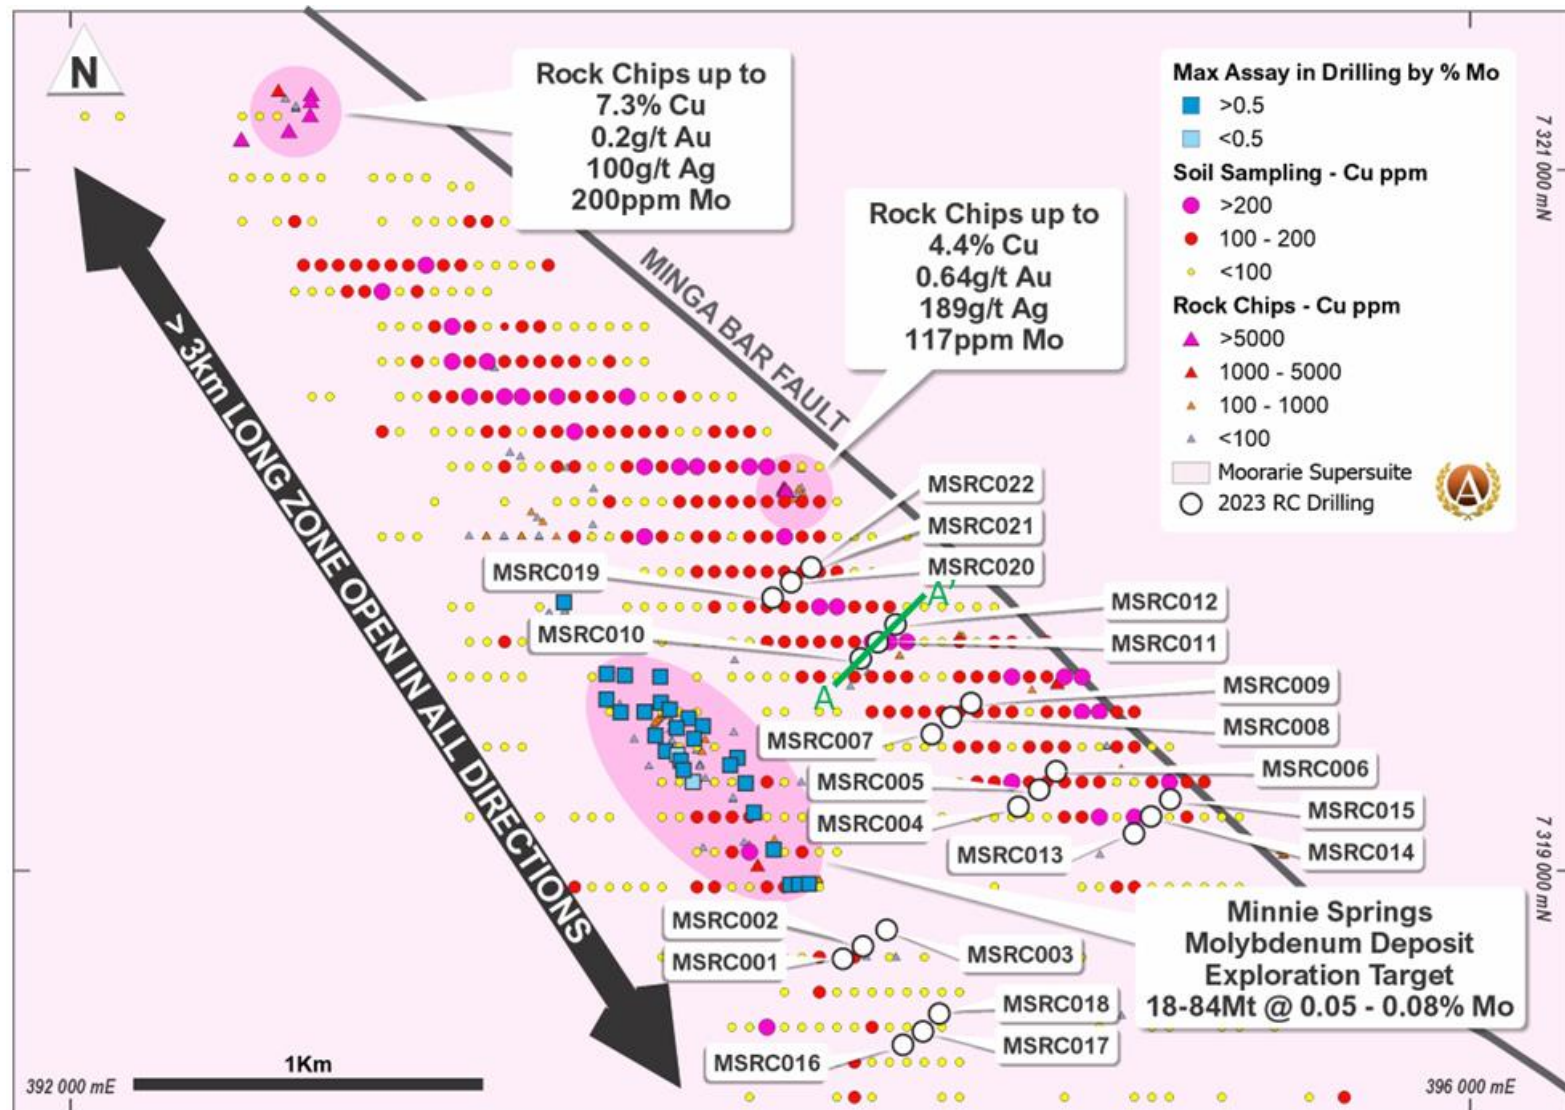 N
Rock Chips up to
7.3% Cu
0.2g/t Au
100g/t Ag
200ppm Mo
Rock Chips up to
4.4% Cu
0.64g/t Au
189g/t Ag
117ppm Mo
MINGA BAR FAULT
> 3km LONG ZONE OPEN IN ALL DIRECTIONS
Max Assay in Drilling by % Mo
>0.5
<0.5
Soil Sampling - Cu ppm
>200
100 - 200
<100
Rock Chips - Cu ppm
>5000
1000 - 5000
100 - 1000
<100
Moorarie Supersuite
2023 RC Drilling
A
7 321 000 mN
MSRC022
MSRC021
MSRC020
MSRC019
A'
MSRC012
MSRC010
MSRC011
MSRC009
A
MSRC008
MSRC007
MSRC006
MSRC005
MSRC015
MSRC004
MSRC014
MSRC013
7 319 000 mN
MSRC002
MSRC003
MSRC001
Minnie Springs
Molybdenum Deposit
Exploration Target
18-84Mt @ 0.05 - 0.08% Mo
MSRC018
MSRC017
MSRC016
1Km
392 000 mE
396 000 mE